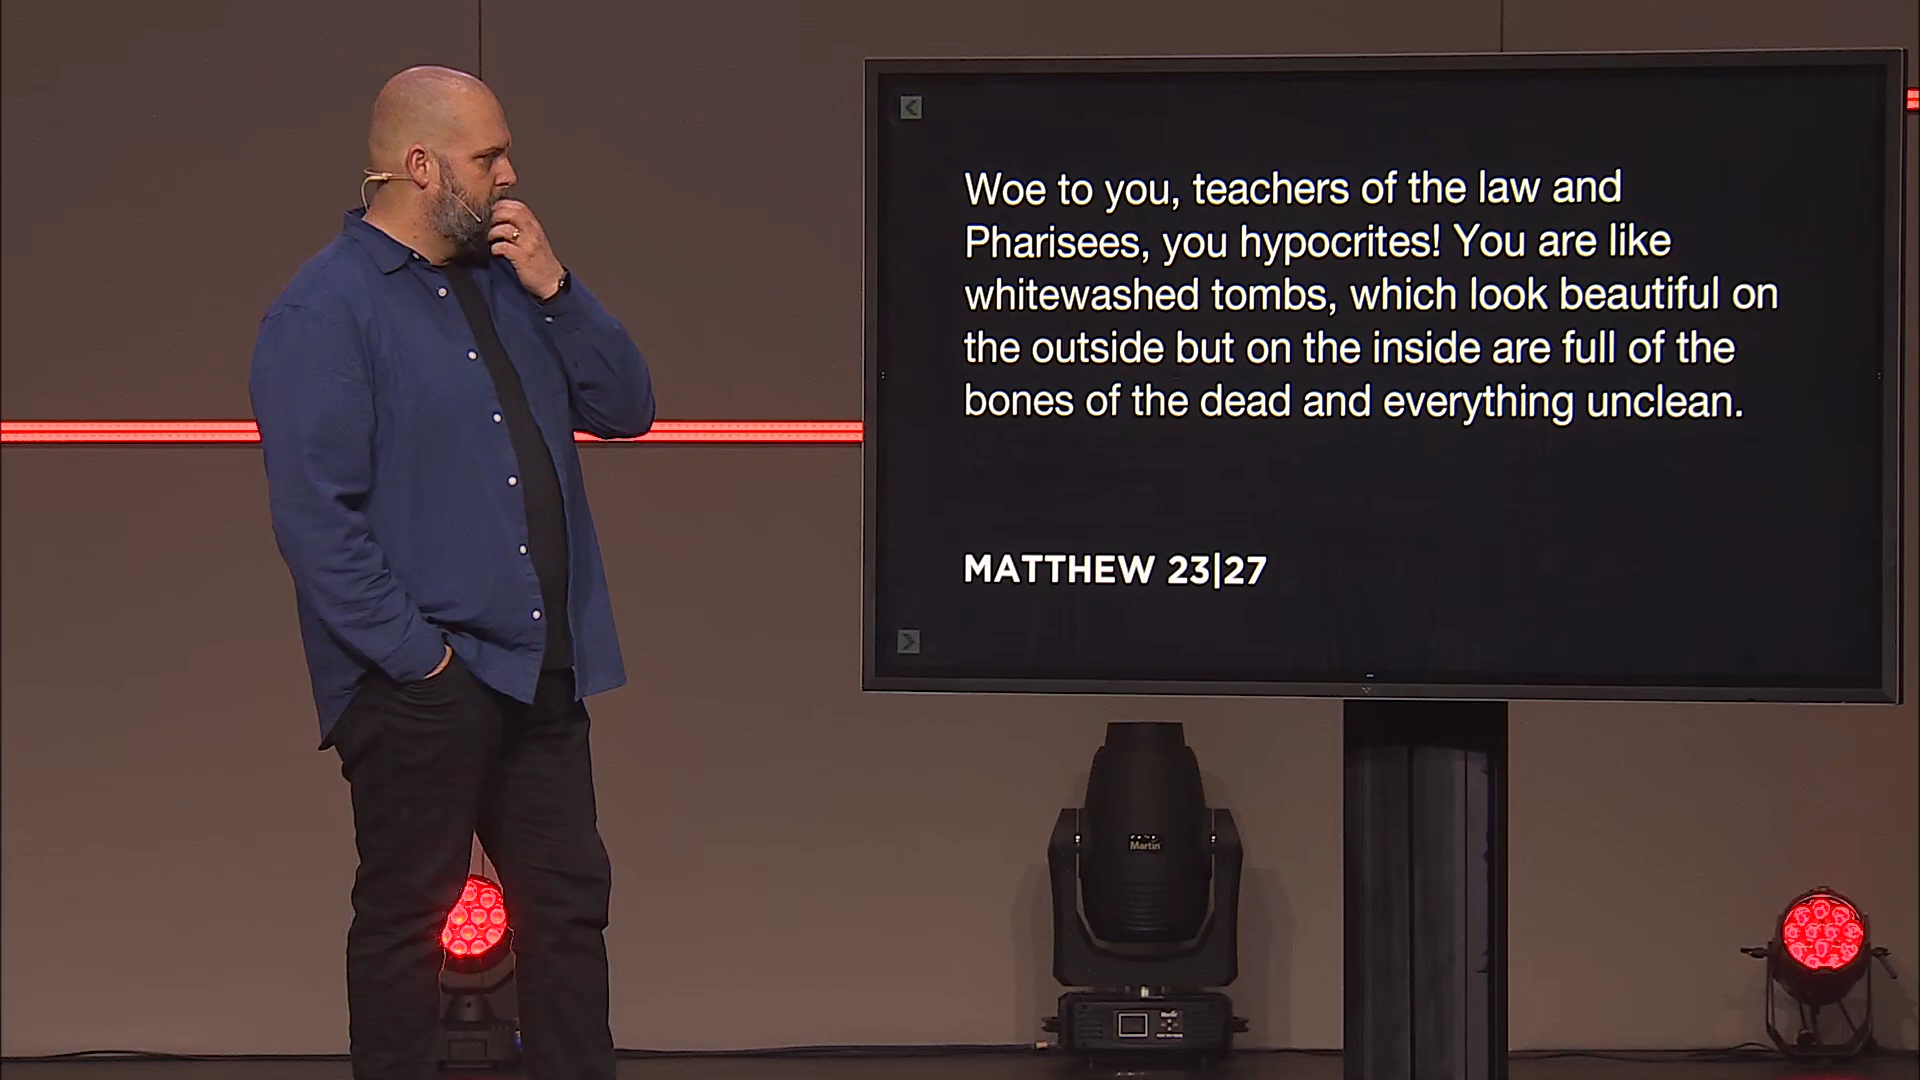 Woe to you, teachers of the law and
Pharisees, you hypocrites! You are like
whitewashed tombs, which look beautiful on
the outside but on the inside are full of the
bones of the dead and everything unclean.
MATTHEW 23|27
Martin
Martin